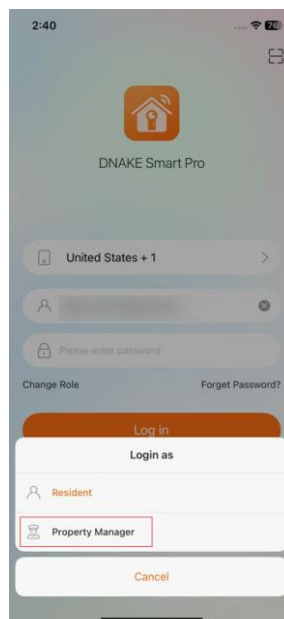 2:40
76
DNAKE Smart Pro
United States + 1
Please enter password
Change Role
Forget Password?
Log in
Login as
Resident
Property Manager
Cancel